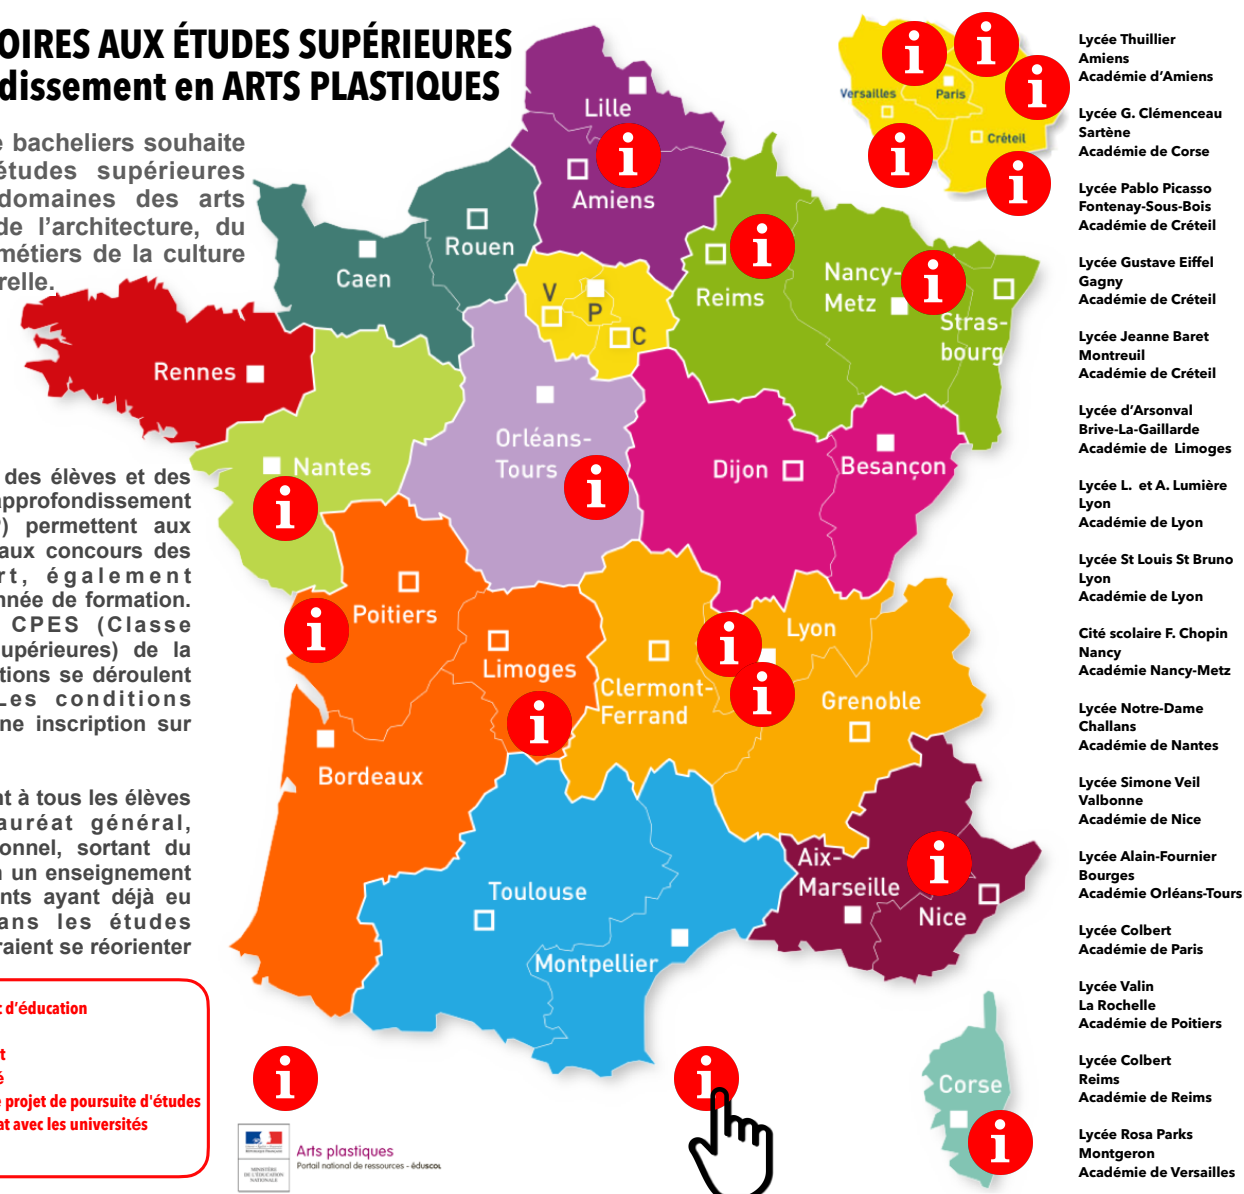 OIRES AUX ÉTUDES SUPÉRIEURES
dissement en ARTS PLASTIQUES
e bacheliers souhaite
études supérieures
domaines des arts
de l'architecture, du
métiers de la culture
relle.
des élèves et des
approfondissement
) permettent aux
aux concours des
rt, également
nnée de formation.
CPES (Classe
supérieures) de la
tions se déroulent
Les conditions
ne inscription sur
nt à tous les élèves
auréat général,
onnel, sortant du
un enseignement
nts ayant déjà eu
ans les études
raient se réorienter
t d'éducation
t
é
e projet de poursuite d'études
at avec les universités
Lille
Amiens
Rouen
Caen
Rennes
V
P
C
Reims
Nancy-
Metz
Stras-
bourg
Nantes
Orléans-
Tours
Dijon
Besançon
Poitiers
Limoges
Clermont-
Ferrand
Lyon
Grenoble
Bordeaux
Toulouse
Montpellier
Aix-
Marseille
Nice
Corse
Versailles
Paris
Créteil
MINISTÈRE
DE L'ÉDUCATION
NATIONALE
Arts plastiques
Portail national de ressources - éduscol
Lycée Thuillier
Amiens
Académie d'Amiens
Lycée G. Clémenceau
Sartène
Académie de Corse
Lycée Pablo Picasso
Fontenay-Sous-Bois
Académie de Créteil
Lycée Gustave Eiffel
Gagny
Académie de Créteil
Lycée Jeanne Baret
Montreuil
Académie de Créteil
Lycée d'Arsonval
Brive-La-Gaillarde
Académie de Limoges
Lycée L. et A. Lumière
Lyon
Académie de Lyon
Lycée St Louis St Bruno
Lyon
Académie de Lyon
Cité scolaire F. Chopin
Nancy
Académie Nancy-Metz
Lycée Notre-Dame
Challans
Académie de Nantes
Lycée Simone Veil
Valbonne
Académie de Nice
Lycée Alain-Fournier
Bourges
Académie Orléans-Tours
Lycée Colbert
Académie de Paris
Lycée Valin
La Rochelle
Académie de Poitiers
Lycée Colbert
Reims
Académie de Reims
Lycée Rosa Parks
Montgeron
Académie de Versailles